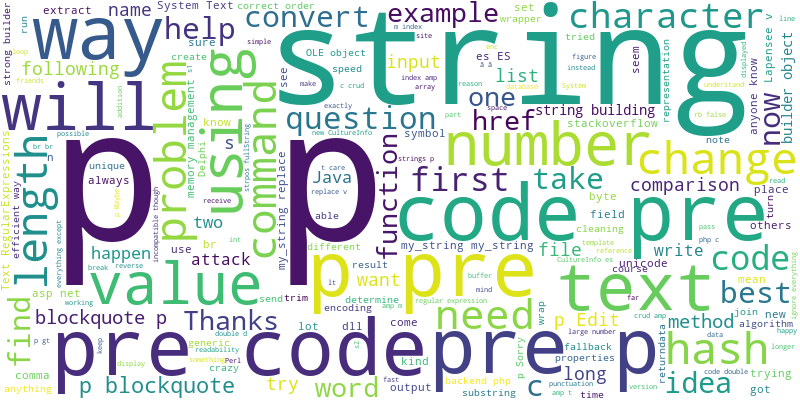 extract
System Text
correct order
wrapper
m index
set
tried
character
line
strong builder
run
name
convert
example
site
enc
way
help
string
sure
create
simple
OLE object
speed
input
es ES
figure
instead
seem
representation
Lapensee v
loop
friends
following
see
make
c crud
index amp
array
list
System
database
understand
displayed
will
problem
using
memory management s
addition
exactly
reason
space
one
string building
rb false
builder object
anyone know
now
question
href
stackoverflow
note
know
s
new CultureInfo
part
symbol
number
change
possible
br br
n
Delphi
strings p
Text RegularExpressions
length
unique
always
command
strpos fullString
t care
Java
replace v
function
first
take
comparison
read
place
turn
others
efficient way
p Maybe
incompatible though
two
receive
able
my_string replace
p
p
code pre
byte
field
cleaning
pass
php c
happen
use
br
int
different
my_string my_string
file
template
reference
write
unicode
course
everything except
break
reverse
attack
result
CultureInfo es
mean
code
asp net
working
send
trim
lt
p
want
pre
buffer
mind
text
far
best
ignore everything
find
value
encoding
determine
amp m
regular expression
need
wrap
large number
crud amp
join
new
blockquote p
Thanks
lot
dll
come
p Edit
method
algorithm
data
happy
p gt
keep
generic
double d
readability
s2
kind
pre code
pre p
p Sorry
fallback
properties
returndata
hash
longer
comma
display
something
Perl
crazy
long
code double
trying
anything
p blockquote
try
word
output
fast
backend php
substring
c
punctuation
amp t
time
version
idea
got